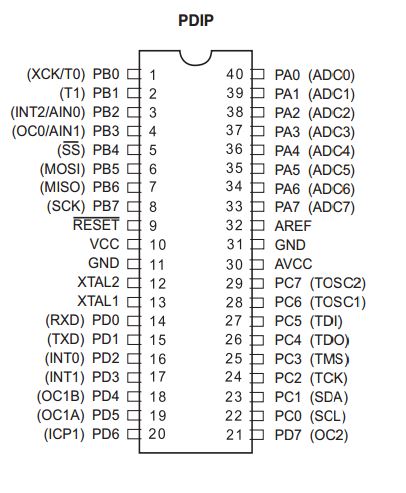 PDIP
(XCK/T0) PB0 1 40 PA0 (ADC0)
(T1) PB1 2 39 PA1 (ADC1)
(INT2/AIN0) PB2 3 38 PA2 (ADC2)
(OC0/AIN1) PB3 4 37 PA3 (ADC3)
(S̅S̅) PB4 5 36 PA4 (ADC4)
(MOSI) PB5 6 35 PA5 (ADC5)
(MISO) PB6 7 34 PA6 (ADC6)
(SCK) PB7 8 33 PA7 (ADC7)
R̅E̅S̅E̅T̅ 9 32 AREF
VCC 10 31 GND
GND 11 30 AVCC
XTAL2 12 29 PC7 (TOSC2)
XTAL1 13 28 PC6 (TOSC1)
(RXD) PD0 14 27 PC5 (TDI)
(TXD) PD1 15 26 PC4 (TDO)
(INT0) PD2 16 25 PC3 (TMS)
(INT1) PD3 17 24 PC2 (TCK)
(OC1B) PD4 18 23 PC1 (SDA)
(OC1A) PD5 19 22 PC0 (SCL)
(ICP1) PD6 20 21 PD7 (OC2)